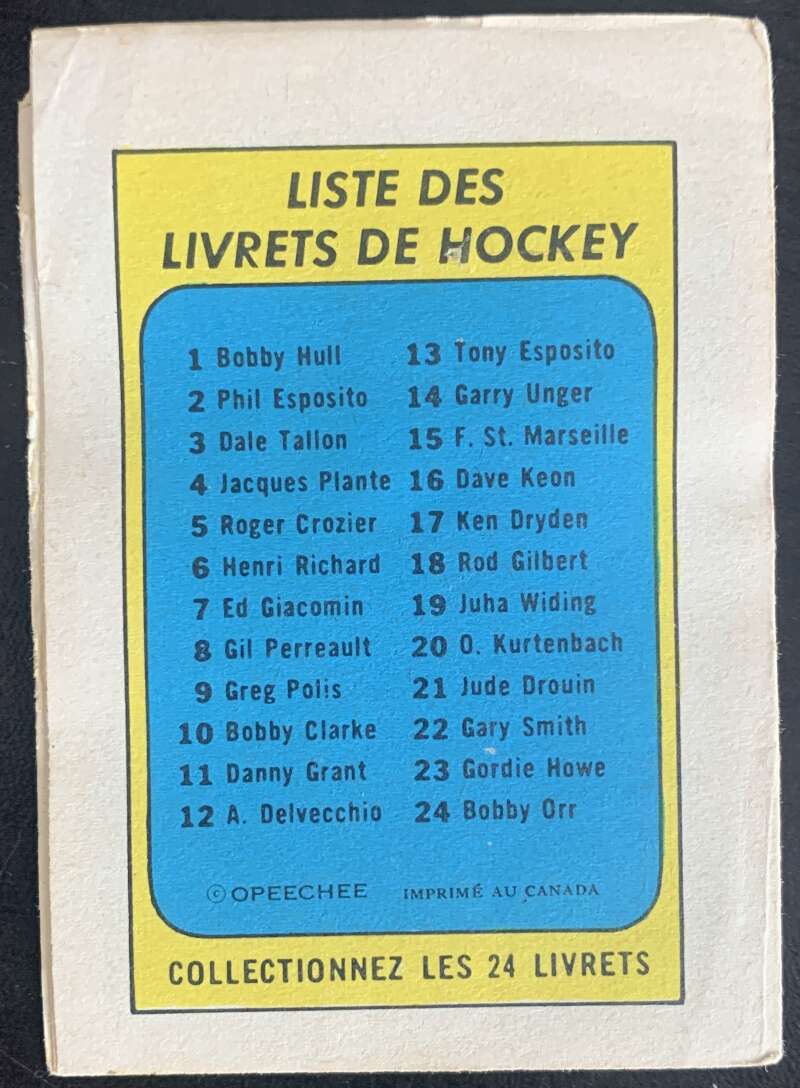 LISTE DES
LIVRETS DE HOCKEY
1 Bobby Hull
2 Phil Esposito
3 Dale Tallon
4 Jacques Plante
5 Roger Crozier
6 Henri Richard
7 Ed Giacomin
8 Gil Perreault
9 Greg Polis
10 Bobby Clarke
11 Danny Grant
12 A. Delvecchio
13 Tony Esposito
14 Garry Unger
15 F. St. Marseille
16 Dave Keon
17 Ken Dryden
18 Rod Gilbert
19 Juha Widing
20 O. Kurtenbach
21 Jude Drouin
22 Gary Smith
23 Gordie Howe
24 Bobby Orr
© OPEECHEE IMPRIMÉ AU CANADA
COLLECTIONNEZ LES 24 LIVRETS